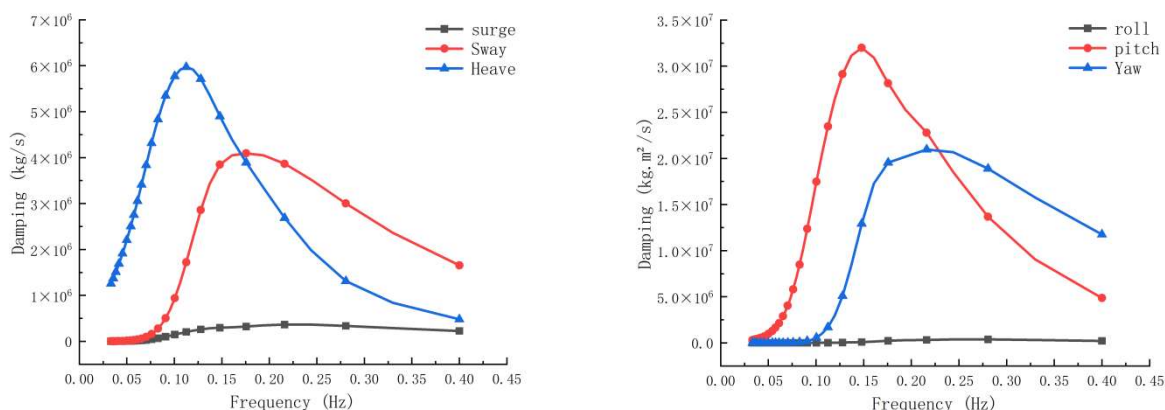 7×10⁶
6×10⁶
5×10⁶
4×10⁶
3×10⁶
2×10⁶
1×10⁶
0
Damping (kg/s)
surge
Sway
Heave
0.00 0.05 0.10 0.15 0.20 0.25 0.30 0.35 0.40 0.45
Frequency (Hz)
3.5×10⁷
3.0×10⁷
2.5×10⁷
2.0×10⁷
1.5×10⁷
1.0×10⁷
5.0×10⁶
0.0
Damping (kg.m²/s)
roll
pitch
Yaw
0.00 0.05 0.10 0.15 0.20 0.25 0.30 0.35 0.40 0.45
Frequency (Hz)